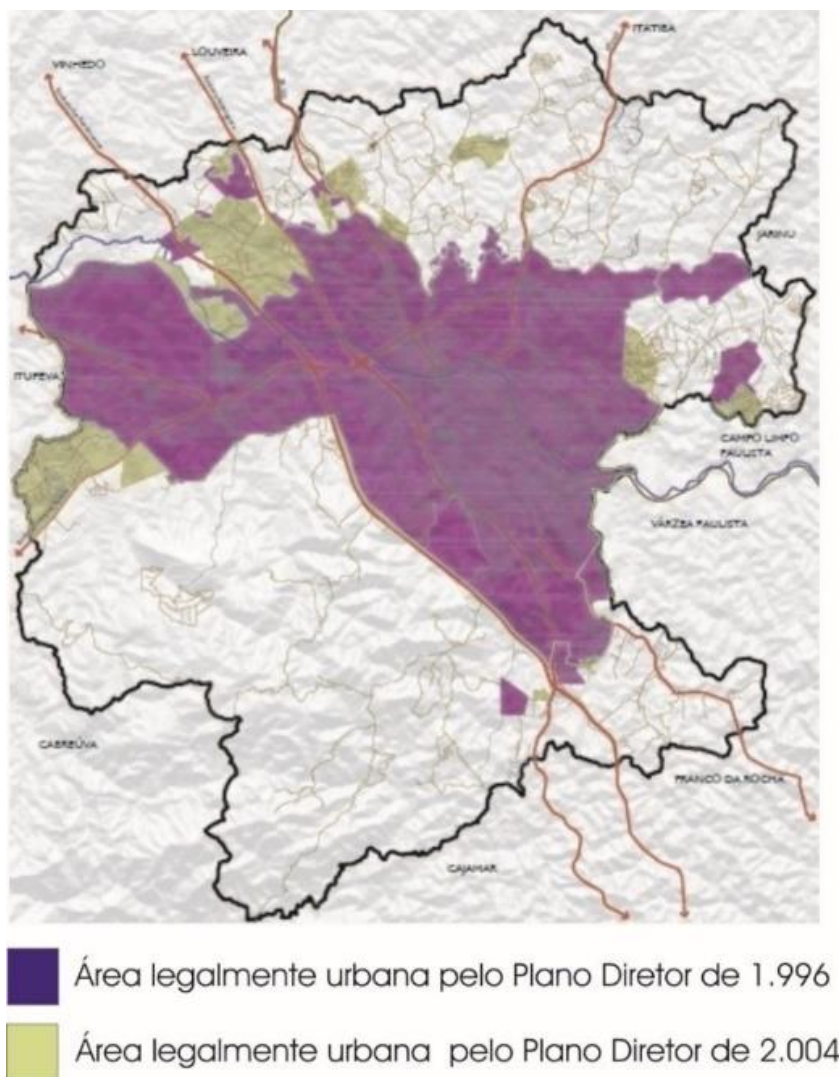 ITATIBA
LOUVEIRA
VINHEDO
JARINU
ITUPEVA
CAMPO LIMPO
PAULISTA
VÁRZEA PAULISTA
CABREÚVA
FRANCO DA ROCHA
CAJAMAR
Área legalmente urbana pelo Plano Diretor de 1.996
Área legalmente urbana pelo Plano Diretor de 2.004